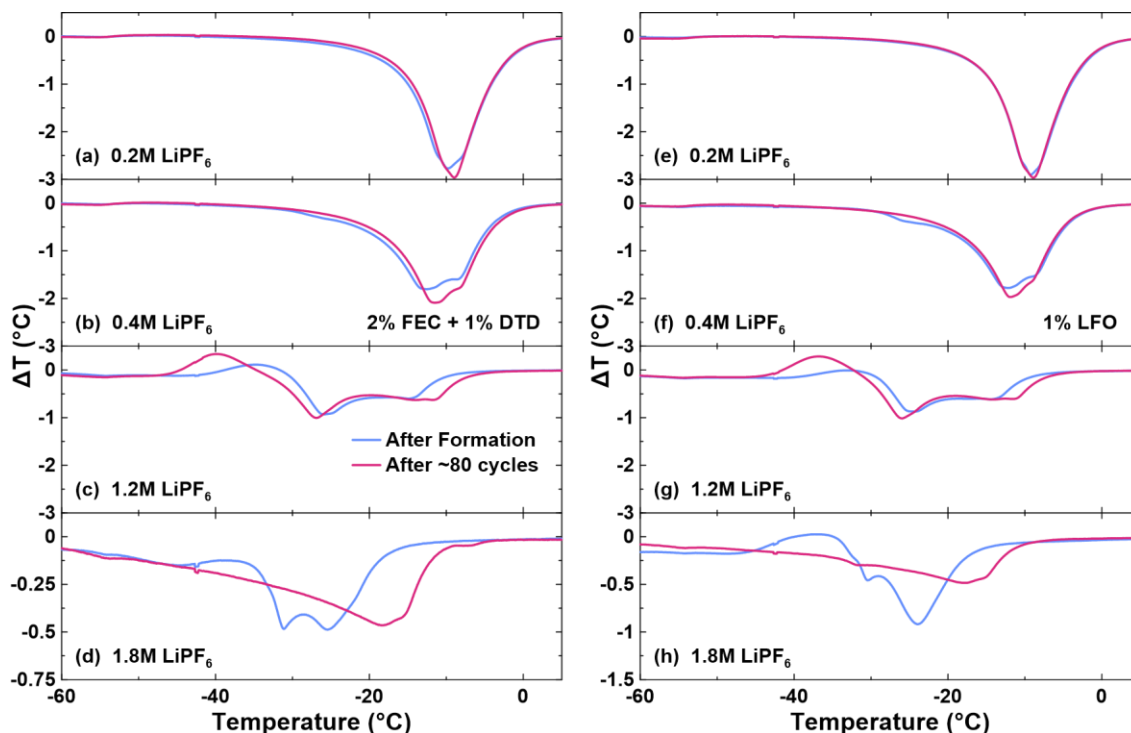 0
-1
-2
(a) 0.2M LiPF6
-3
0
-1
-2
(b) 0.4M LiPF6
2% FEC + 1% DTD
-3
0
-1
After Formation
After ~80 cycles
-2
(c) 1.2M LiPF6
-3
0
-0.25
-0.5
(d) 1.8M LiPF6
-0.75
-60
-40
-20
0
Temperature (°C)
ΔT (°C)
0
-1
-2
(e) 0.2M LiPF6
-3
0
-1
-2
(f) 0.4M LiPF6
1% LFO
-3
0
-1
-2
(g) 1.2M LiPF6
-3
0
-0.5
-1
(h) 1.8M LiPF6
-1.5
-60
-40
-20
0
Temperature (°C)
ΔT (°C)